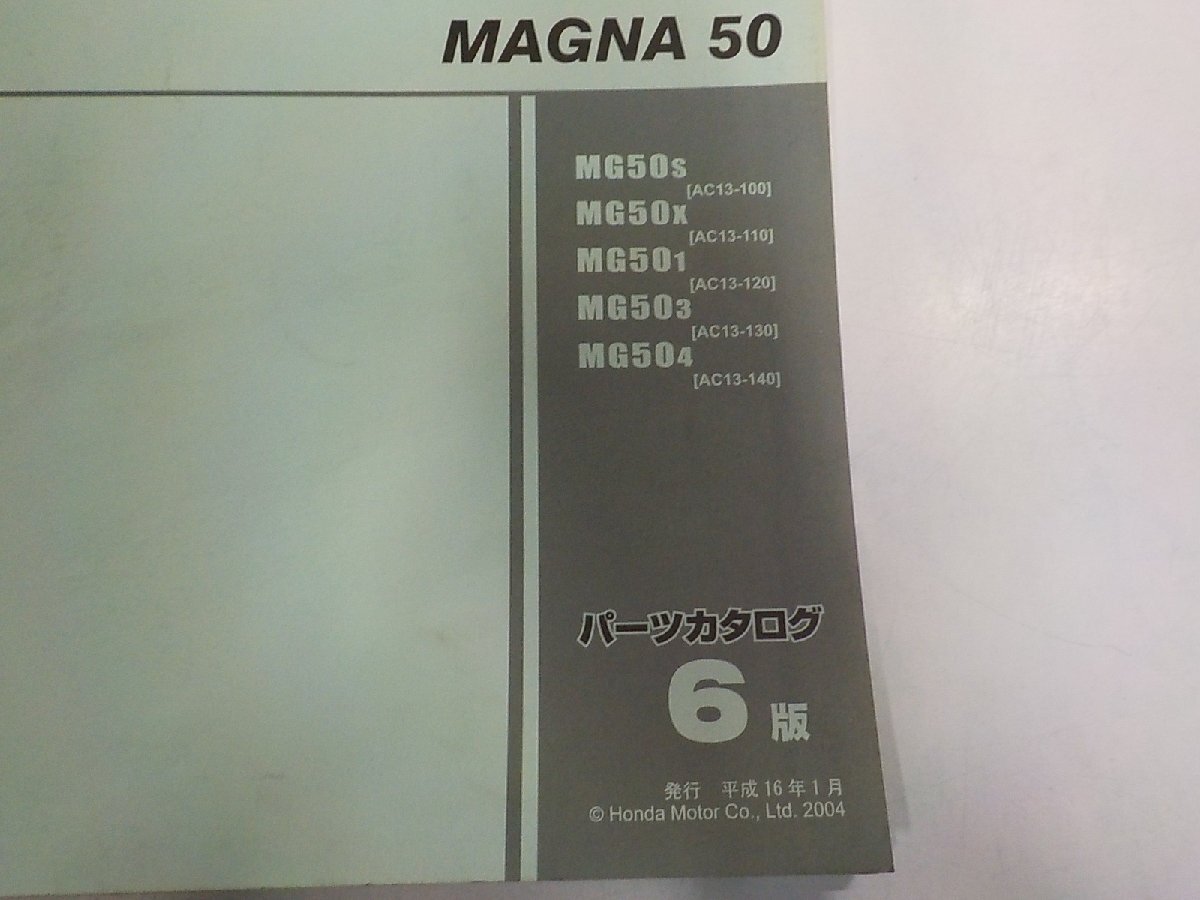 MAGNA 50
MG50S
[AC13-100]
MG50X
[AC13-110]
MG501
[AC13-120]
MG503
[AC13-130]
MG504
[AC13-140]
パーツカタログ
6版
発行 平成16年1月
© Honda Motor Co., Ltd. 2004